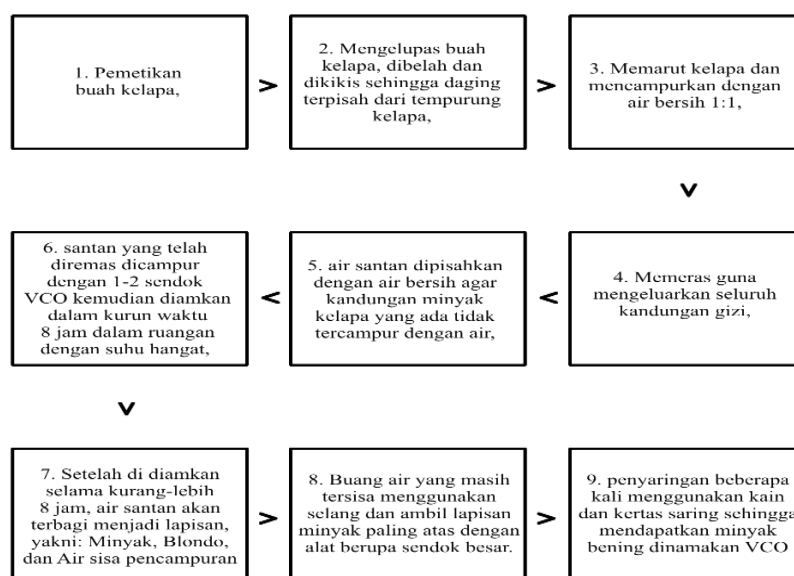 1. Pemetikan
buah kelapa,
>
2. Mengelupas buah
kelapa, dibelah dan
dikikis sehingga daging
terpisah dari tempurung
kelapa,
>
3. Memarut kelapa dan
mencampurkan dengan
air bersih 1:1,
v
4. Memeras guna
mengeluarkan seluruh
kandungan gizi,
<
5. air santan dipisahkan
dengan air bersih agar
kandungan minyak
kelapa yang ada tidak
tercampur dengan air,
<
6. santan yang telah
diremas dicampur
dengan 1-2 sendok
VCO kemudian diamkan
dalam kurun waktu
8 jam dalam ruangan
dengan suhu hangat,
v
7. Setelah di diamkan
selama kurang-lebih
8 jam, air santan akan
terbagi menjadi lapisan,
yakni: Minyak, Blondo,
dan Air sisa pencampuran
>
8. Buang air yang masih
tersisa menggunakan
selang dan ambil lapisan
minyak paling atas dengan
alat berupa sendok besar.
>
9. penyaringan beberapa
kali menggunakan kain
dan kertas saring sehingga
mendapatkan minyak
bening dinamakan VCO